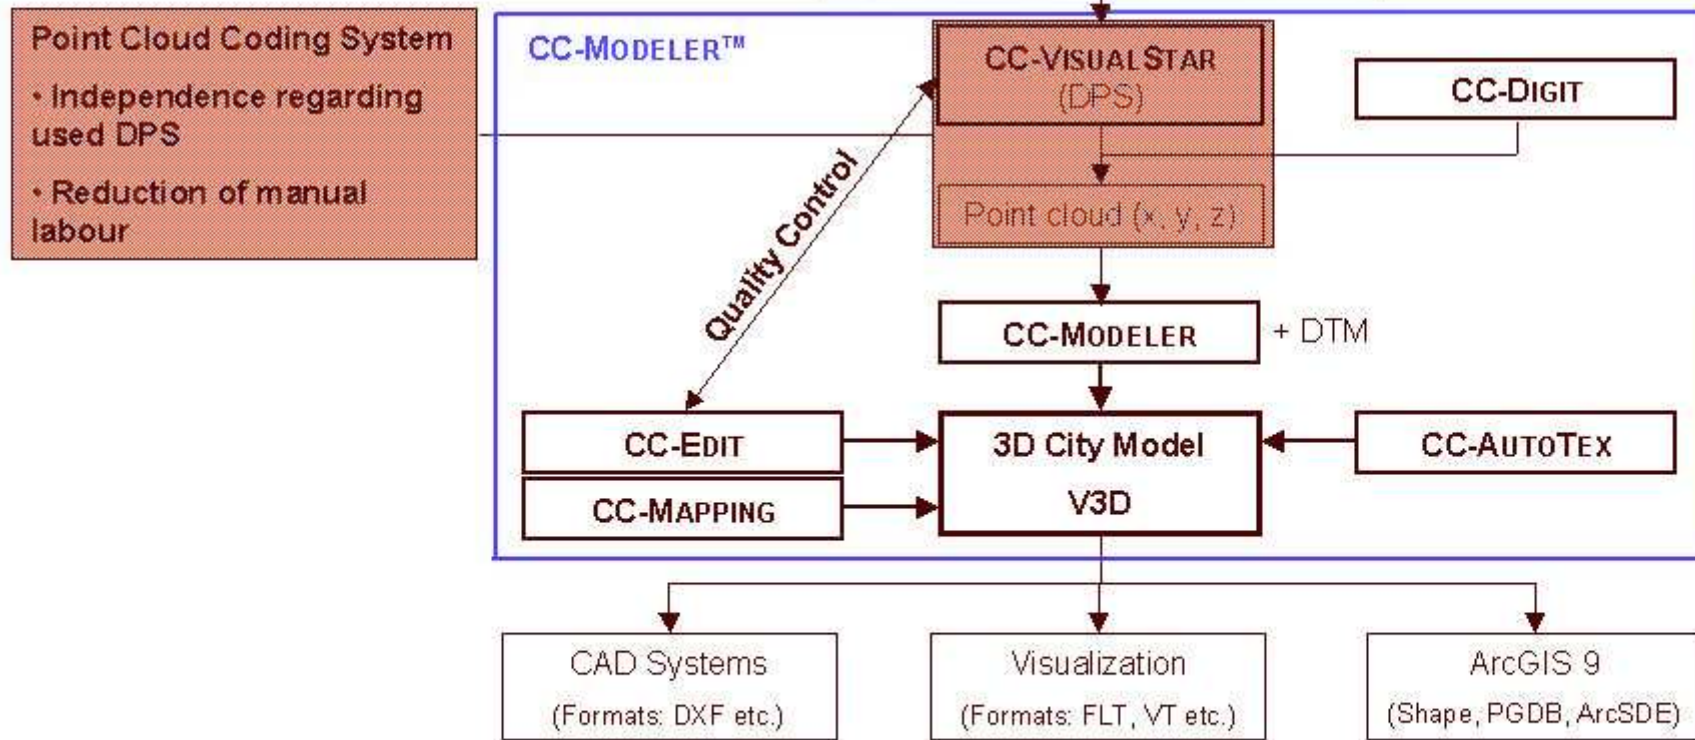 Point Cloud Coding System
• Independence regarding
used DPS
• Reduction of manual
labour
CC-MODELER™
CC-VISUALSTAR
(DPS)
CC-DIGIT
Point cloud (x, y, z)
Quality Control
CC-MODELER
+ DTM
CC-EDIT
CC-MAPPING
3D City Model
V3D
CC-AUTOTEX
CAD Systems
(Formats: DXF etc.)
Visualization
(Formats: FLT, VT etc.)
ArcGIS 9
(Shape, PGDB, ArcSDE)